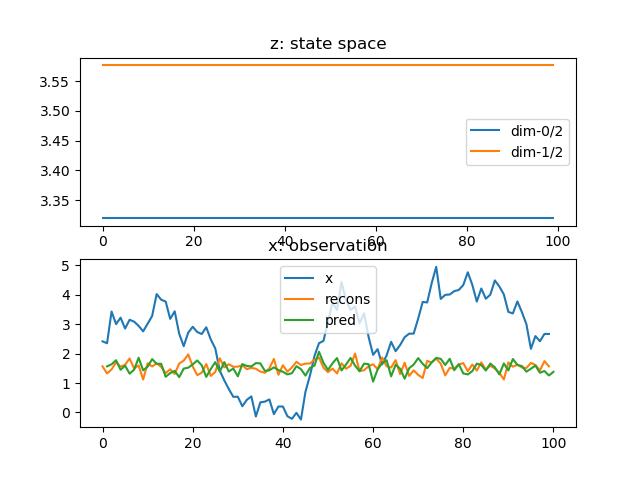 z: state space
3.55
3.50
3.45
3.40
3.35
dim-0/2
dim-1/2
0 20 40 60 80 100
x: observation
5
4
3
2
1
0
x
recons
pred
0 20 40 60 80 100